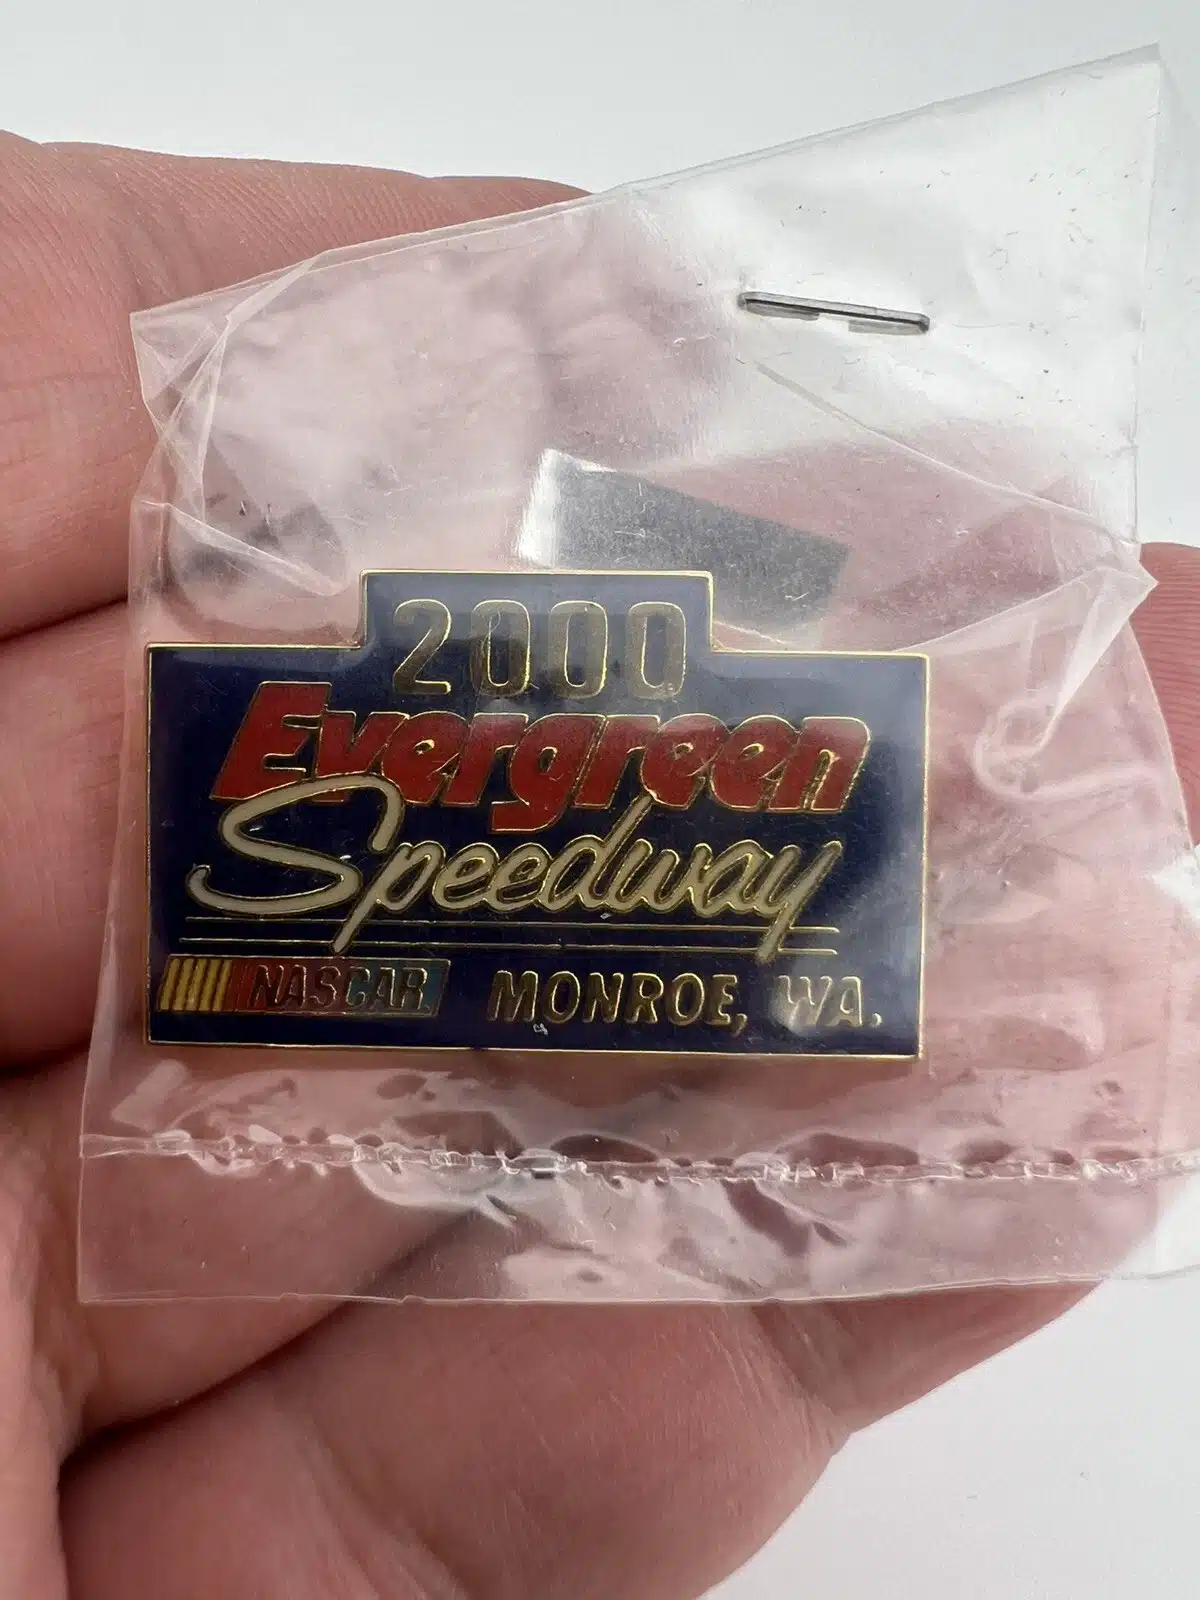 2000
Evergreen
Speedway
NASCAR MONROE, WA.